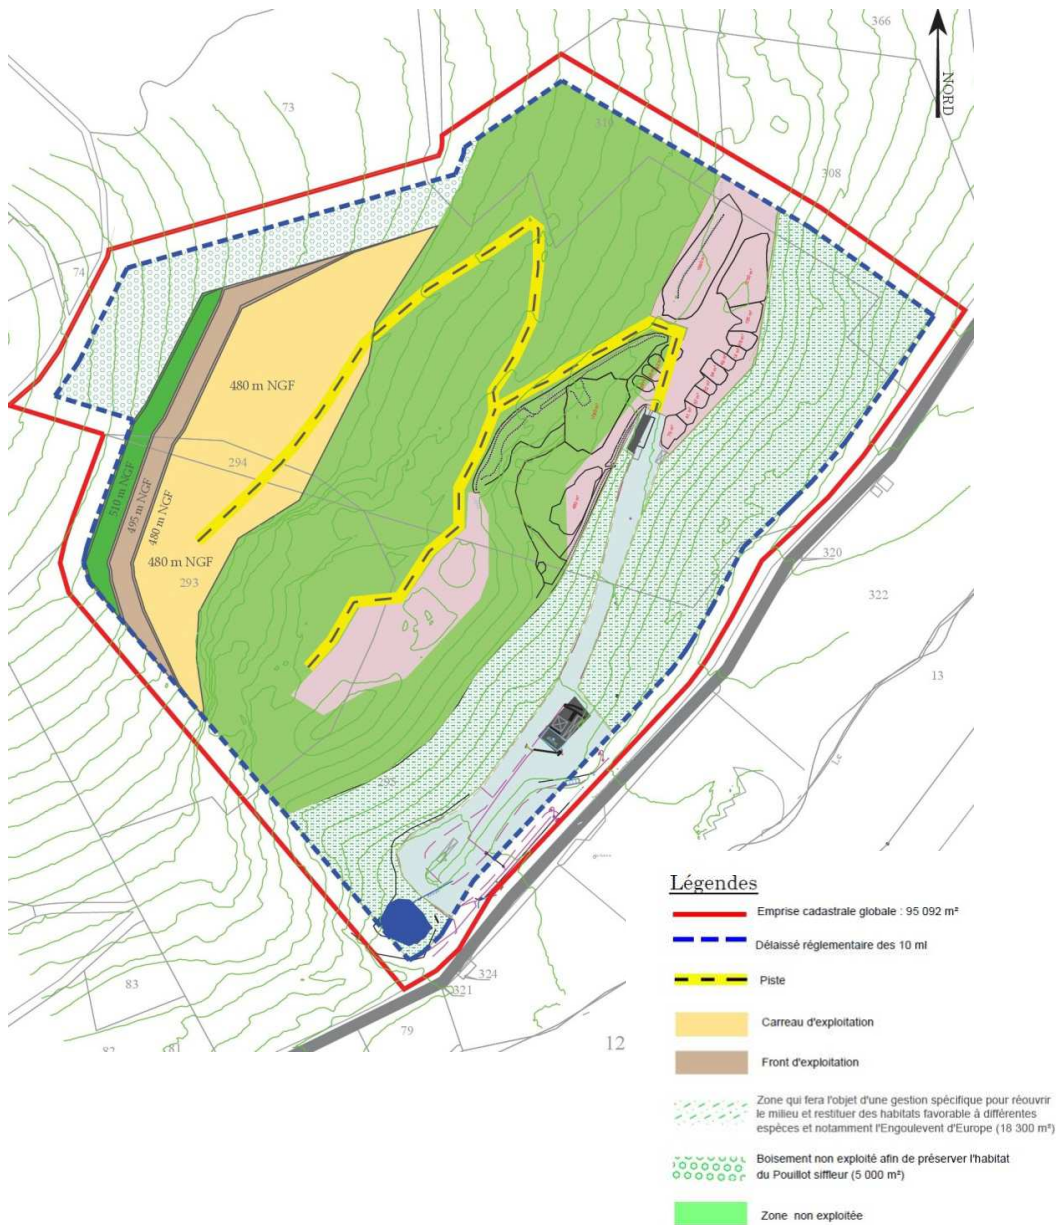 366
NORD
73
319
308
74
480 m NGF
294
510 m NGF
495 m NGF
480 m NGF
480 m NGF
293
320
322
13
295
Le
83
324
321
79
82
81
12
Légendes
Emprise cadastrale globale : 95 092 m²
Délaissé réglementaire des 10 ml
Piste
Carreau d'exploitation
Front d'exploitation
Zone qui fera l'objet d'une gestion spécifique pour réouvrir
le milieu et restituer des habitats favorable à différentes
espèces et notamment l'Engoulevent d'Europe (18 300 m²)
Boisement non exploité afin de préserver l'habitat
du Pouillot siffleur (5 000 m²)
Zone non exploitée